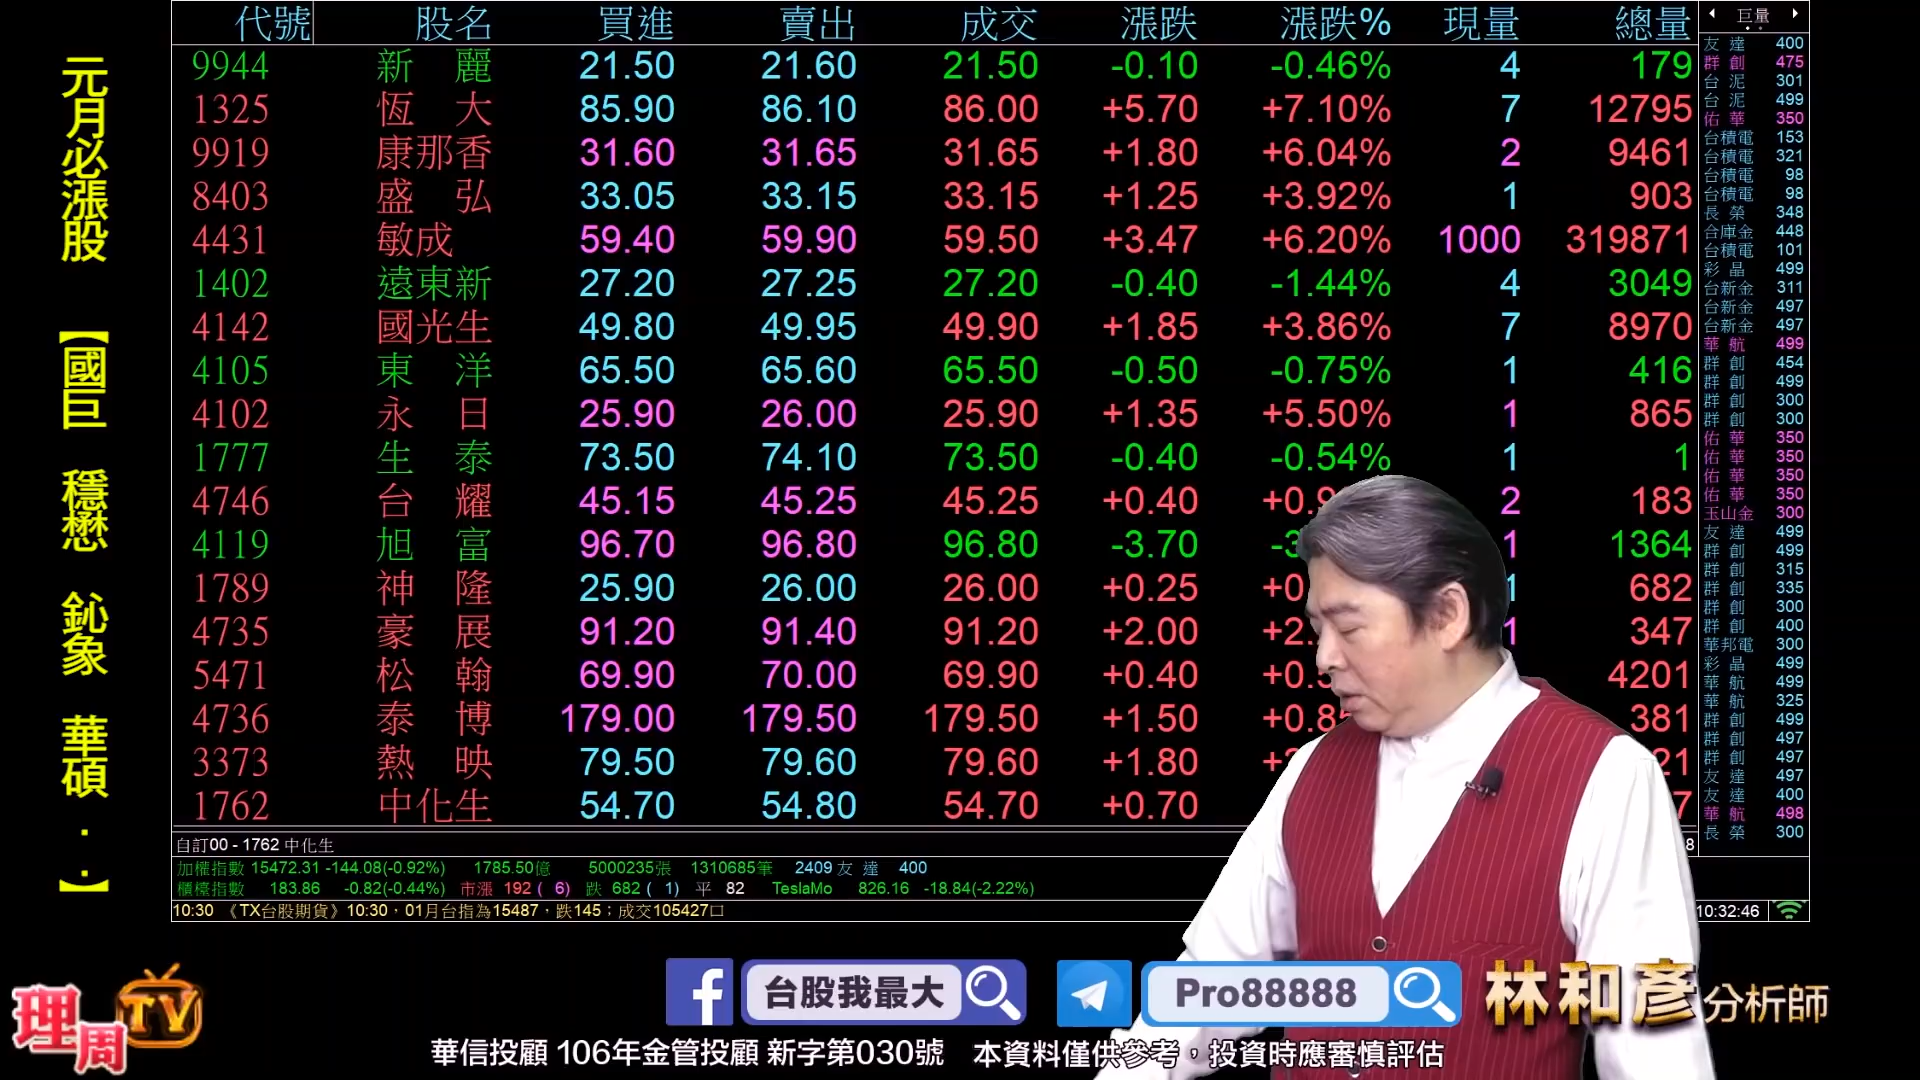 元月必漲股 【國巨 穩懋 鈊象 華碩..】
代號 股名 買進 賣出 成交 漲跌 漲跌% 現量 總量
9944 新麗 21.50 21.60 21.50 -0.10 -0.46% 4 179
1325 恆大 85.90 86.10 86.00 +5.70 +7.10% 7 12795
9919 康那香 31.60 31.65 31.65 +1.80 +6.04% 2 9461
8403 盛弘 33.05 33.15 33.15 +1.25 +3.92% 1 903
4431 敏成 59.40 59.90 59.50 +3.47 +6.20% 1000 319871
1402 遠東新 27.20 27.25 27.20 -0.40 -1.44% 4 3049
4142 國光生 49.80 49.95 49.90 +1.85 +3.86% 7 8970
4105 東洋 65.50 65.60 65.50 -0.50 -0.75% 1 416
4102 永日 25.90 26.00 25.90 +1.35 +5.50% 1 865
1777 生泰 73.50 74.10 73.50 -0.40 -0.54% 1 1
4746 台耀 45.15 45.25 45.25 +0.40 2 183
4119 旭富 96.70 96.80 96.80 -3.70 1 1364
1789 神隆 25.90 26.00 26.00 +0.25 1 682
4735 豪展 91.20 91.40 91.20 +2.00 1 347
5471 松翰 69.90 70.00 69.90 +0.40 4201
4736 泰博 179.00 179.50 179.50 +1.50 381
3373 熱映 79.50 79.60 79.60 +1.80
1762 中化生 54.70 54.80 54.70 +0.70
自訂00 - 1762 中化生
加權指數 15472.31 -144.08(-0.92%) 1785.50億 5000235張 1310685筆 2409 友達 400
櫃檯指數 183.86 -0.82(-0.44%) 市漲 192 ( 6) 跌 682 ( 1) 平 82 TeslaMo 826.16 -18.84(-2.22%)
10:30 《TX台股期貨》10:30，01月台指為15487，跌145；成交105427口
10:32:46
巨量
友達 400
群創 475
台泥 301
台泥 499
佑華 350
台積電 153
台積電 321
台積電 98
台積電 98
長榮 348
合庫金 448
台積電 101
彩晶 499
台新金 311
台新金 497
台新金 497
華航 499
群創 454
群創 499
群創 300
群創 300
佑華 350
佑華 350
佑華 350
佑華 350
玉山金 300
友達 499
群創 499
群創 315
群創 335
群創 300
群創 400
華邦電 300
彩晶 499
華航 499
華航 325
群創 499
群創 497
群創 497
友達 497
友達 400
華航 498
長榮 300
理周TV
台股我最大
Pro88888
林和彥分析師
華信投顧 106年金管投顧 新字第030號 本資料僅供參考，投資時應審慎評估